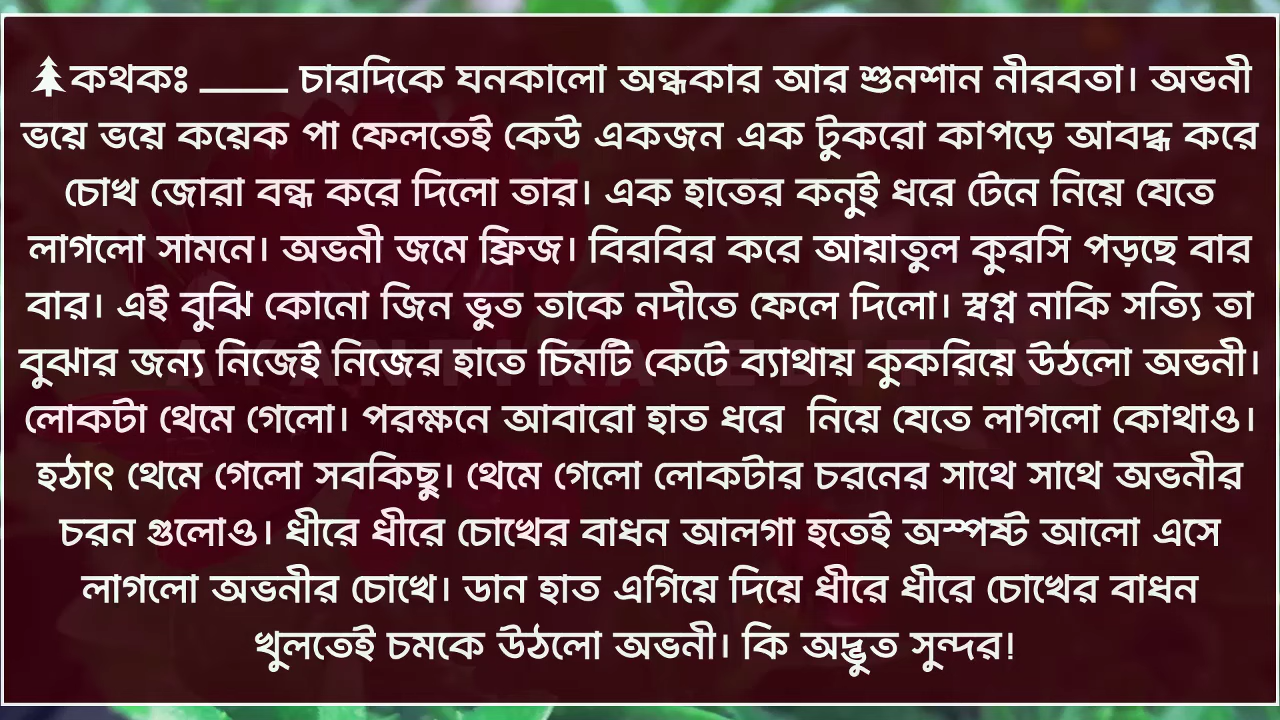 🌲কথকঃ _____ চারদিকে ঘনকালো অন্ধকার আর শুনশান নীরবতা। অভনী
ভয়ে ভয়ে কয়েক পা ফেলতেই কেউ একজন এক টুকরো কাপড়ে আবদ্ধ করে
চোখ জোরা বন্ধ করে দিলো তার। এক হাতের কনুই ধরে টেনে নিয়ে যেতে
লাগলো সামনে। অভনী জমে ফ্রিজ। বিরবির করে আয়াতুল কুরসি পড়ছে বার
বার। এই বুঝি কোনো জিন ভুত তাকে নদীতে ফেলে দিলো। স্বপ্ন নাকি সত্যি তা
বুঝার জন্য নিজেই নিজের হাতে চিমটি কেটে ব্যাথায় কুকরিয়ে উঠলো অভনী।
লোকটা থেমে গেলো। পরক্ষনে আবারো হাত ধরে  নিয়ে যেতে লাগলো কোথাও।
হঠাৎ থেমে গেলো সবকিছু। থেমে গেলো লোকটার চরনের সাথে সাথে অভনীর
চরন গুলোও। ধীরে ধীরে চোখের বাধন আলগা হতেই অস্পষ্ট আলো এসে
লাগলো অভনীর চোখে। ডান হাত এগিয়ে দিয়ে ধীরে ধীরে চোখের বাধন
খুলতেই চমকে উঠলো অভনী। কি অদ্ভুত সুন্দর!